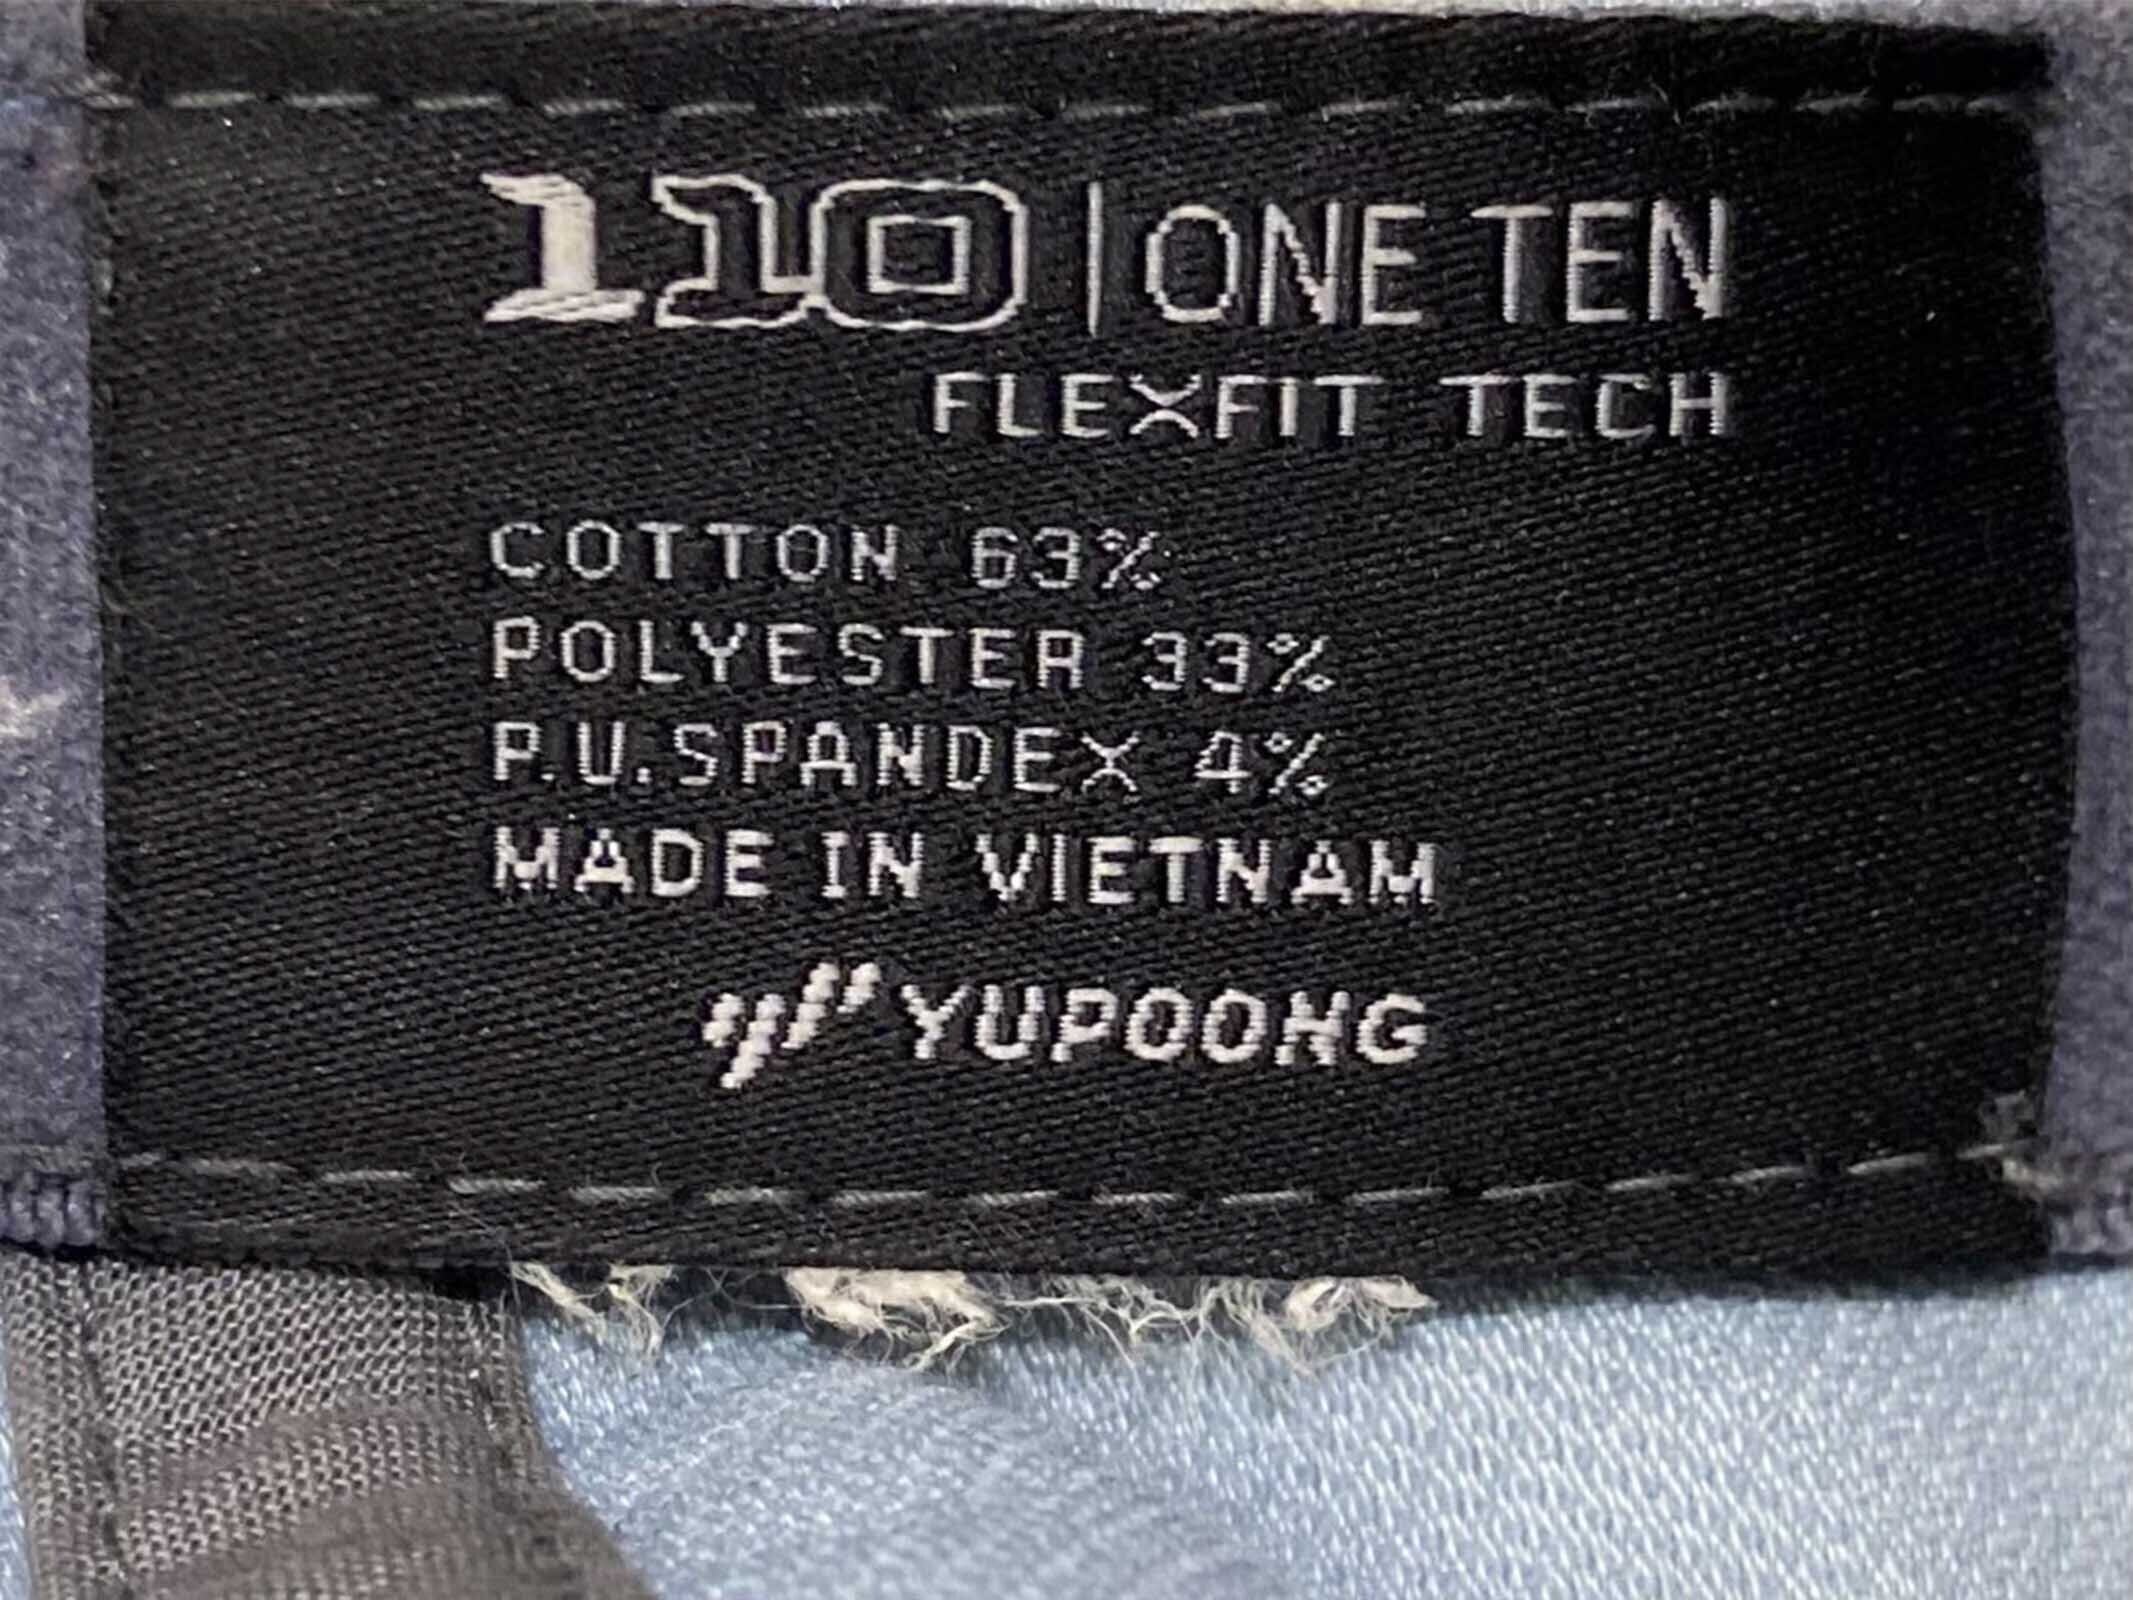 110 | ONE TEN
FLEXFIT TECH
COTTON 63%
POLYESTER 33%
P.U.SPANDEX 4%
MADE IN VIETNAM
YUPOONG